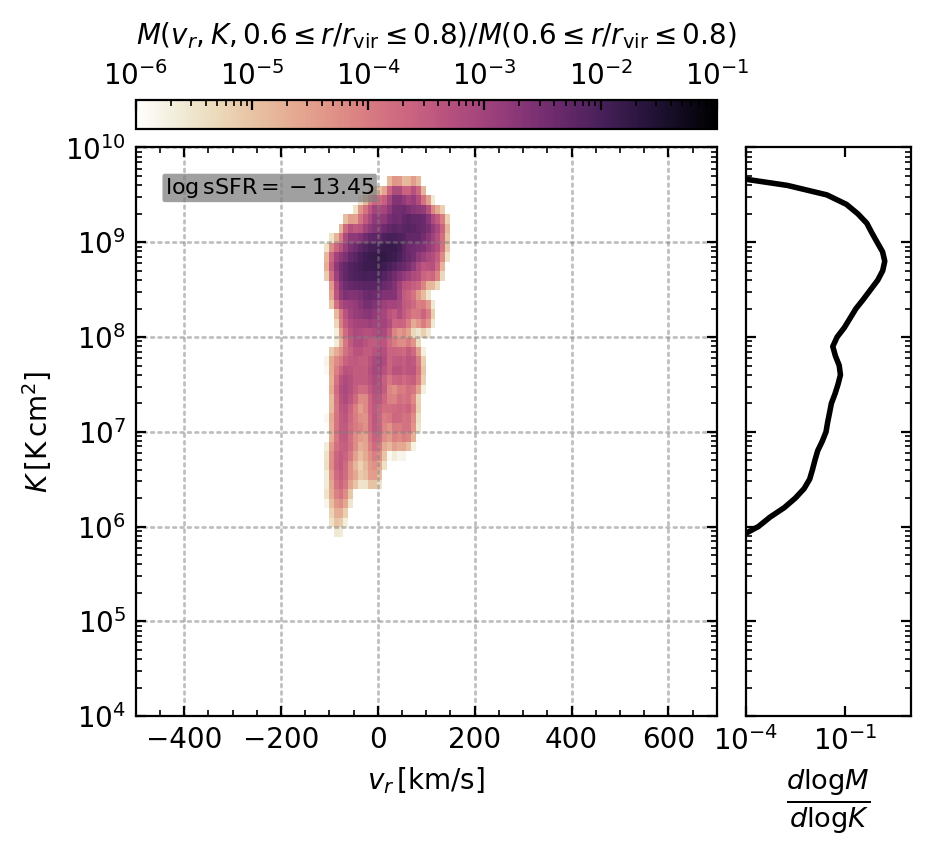 M(v_r, K, 0.6 ≤ r/r_vir ≤ 0.8)/M(0.6 ≤ r/r_vir ≤ 0.8)
10^−6 10^−5 10^−4 10^−3 10^−2 10^−1
10^10
log sSFR = −13.45
10^9
10^8
10^7
10^6
10^5
10^4
K [K cm^2]
−400 −200 0 200 400 600
v_r [km/s]
10^−4 10^−1
dlogM
dlogK